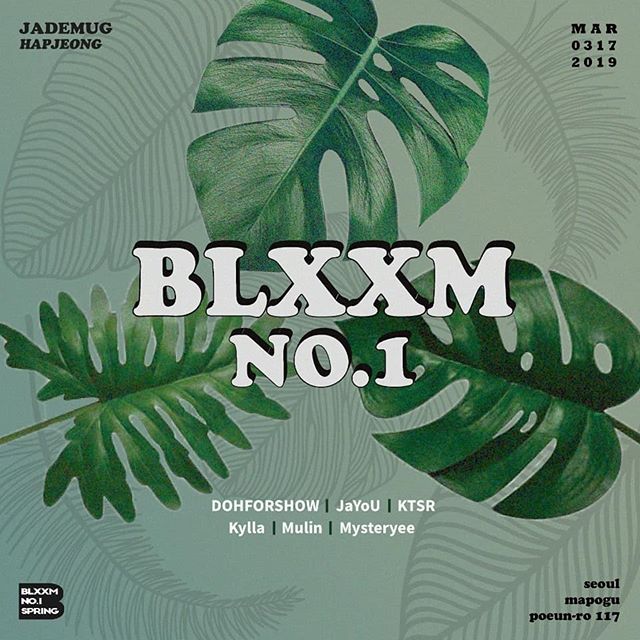 JADEMUG
HAPJEONG
MAR
0317
2019
BLXXM
NO.1
DOHFORSHOW | JaYoU | KTSR
Kylla | Mulin | Mysteryee
BLXXM
NO.1
SPRING
seoul
mapogu
poeun-ro 117